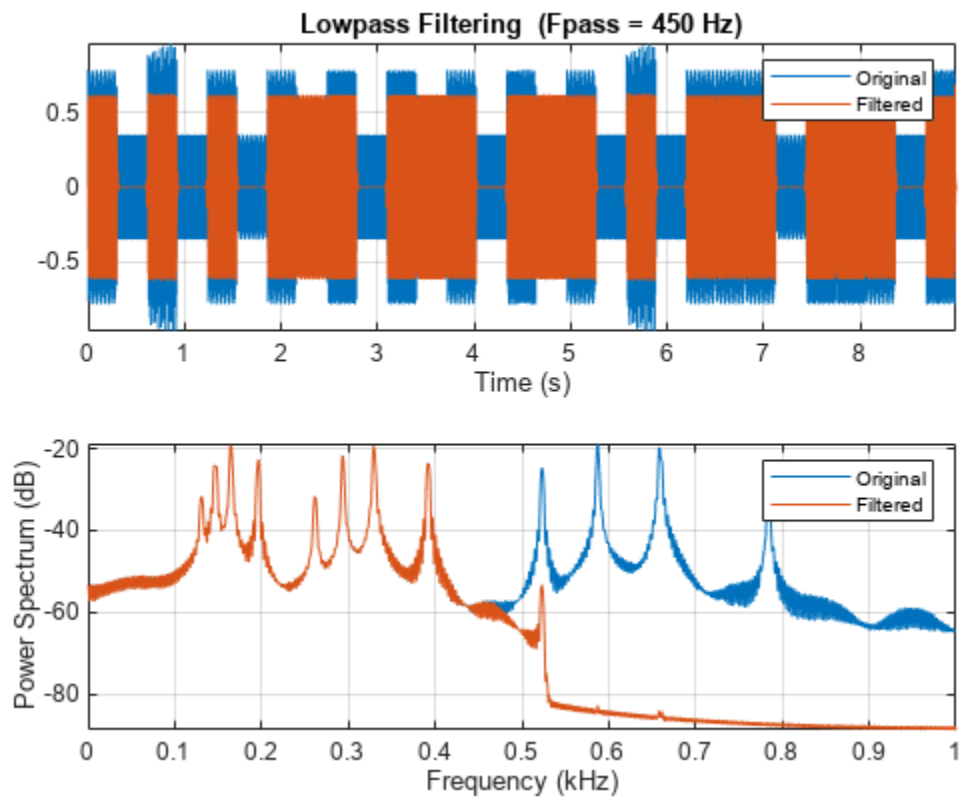 Lowpass Filtering (Fpass = 450 Hz)
Original
Filtered
0.5
0
-0.5
0 1 2 3 4 5 6 7 8
Time (s)
-20
-40
-60
-80
Power Spectrum (dB)
Original
Filtered
0 0.1 0.2 0.3 0.4 0.5 0.6 0.7 0.8 0.9 1
Frequency (kHz)